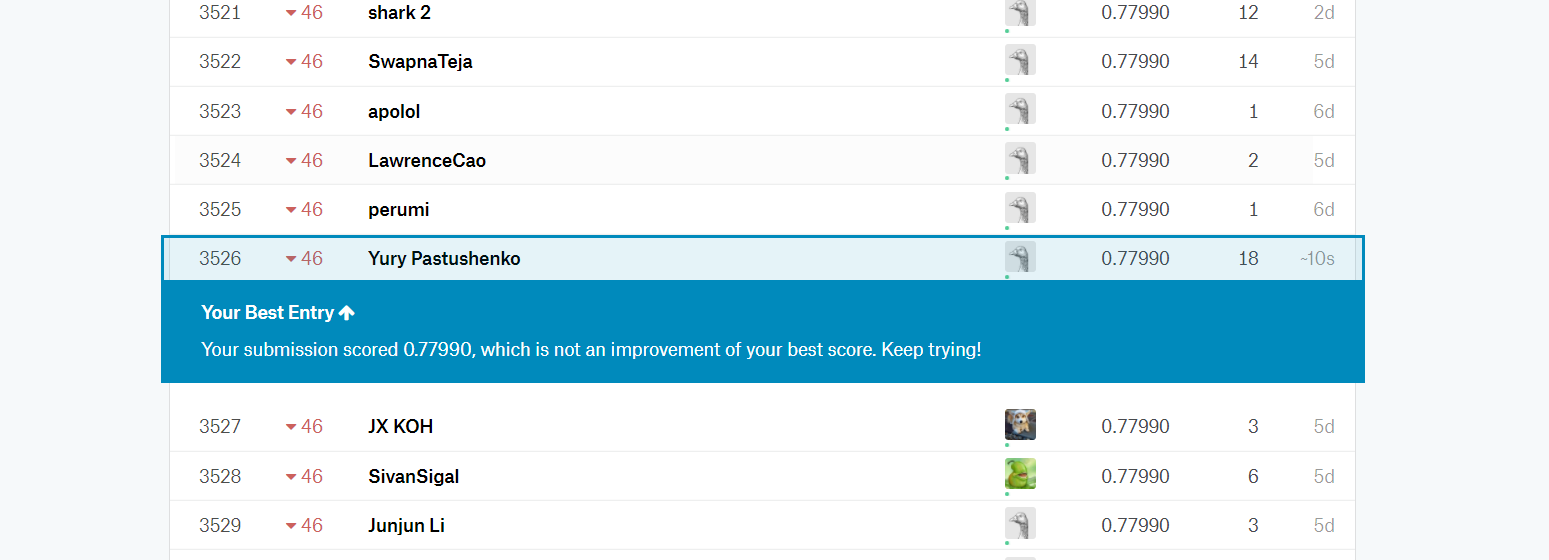 3521 46 shark 2 0.77990 12 2d
3522 46 SwapnaTeja 0.77990 14 5d
3523 46 apolol 0.77990 1 6d
3524 46 LawrenceCao 0.77990 2 5d
3525 46 perumi 0.77990 1 6d
3526 46 Yury Pastushenko 0.77990 18 ~10s
Your Best Entry
Your submission scored 0.77990, which is not an improvement of your best score. Keep trying!
3527 46 JX KOH 0.77990 3 5d
3528 46 SivanSigal 0.77990 6 5d
3529 46 Junjun Li 0.77990 3 5d